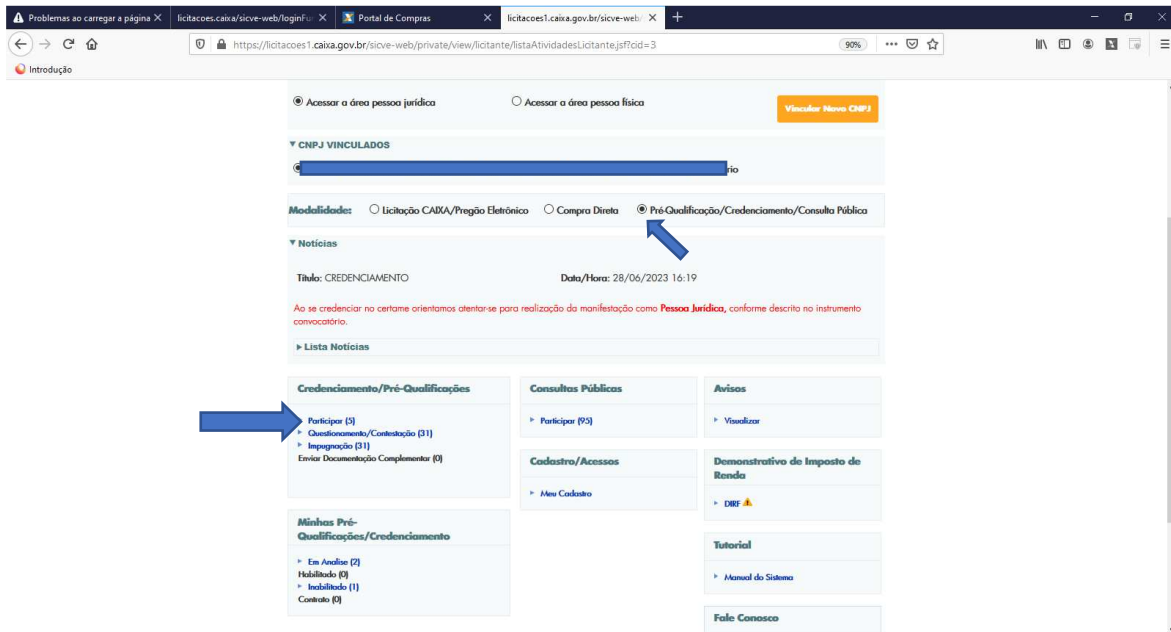 Problemas ao carregar a página
licitacoes.caixa/sicve-web/loginFu
Portal de Compras
licitacoes1.caixa.gov.br/sicve-web/
https://licitacoes1.caixa.gov.br/sicve-web/private/view/licitante/listaAtividadesLicitante.jsf?cid=3
90%
Introdução
Acessar a área pessoa jurídica
Acessar a área pessoa física
Vincular Novo CNPJ
CNPJ VINCULADOS
rio
Modalidade:
Licitação CAIXA/Pregão Eletrônico
Compra Direta
Pré-Qualificação/Credenciamento/Consulta Pública
Notícias
Título: CREDENCIAMENTO
Data/Hora: 28/06/2023 16:19
Ao se credenciar no certame orientamos atentar-se para realização da manifestação como Pessoa Jurídica, conforme descrito no instrumento
convocatório.
Lista Notícias
Credenciamento/Pré-Qualificações
Participar (5)
Questionamento/Contestação (31)
Impugnação (31)
Enviar Documentação Complementar (0)
Consultas Públicas
Participar (95)
Avisos
Visualizar
Cadastro/Acessos
Meu Cadastro
Demonstrativo de Imposto de
Renda
DIRF
Minhas Pré-
Qualificações/Credenciamento
Em Analise (2)
Habilitado (0)
Inabilitado (1)
Contrato (0)
Tutorial
Manual do Sistema
Fale Conosco